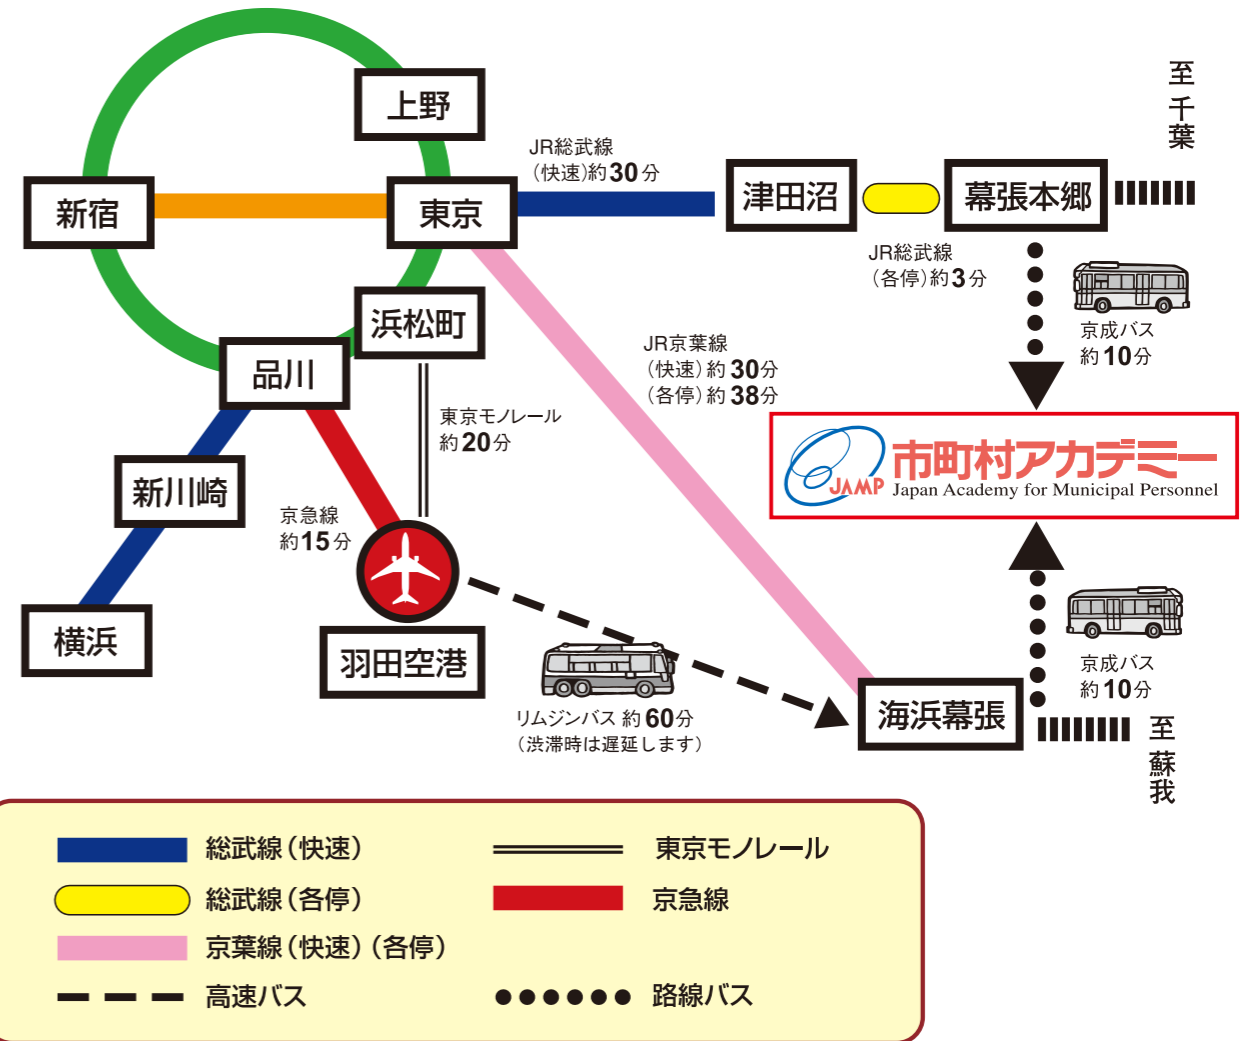 上野
至千葉
JR総武線
(快速)約30分
新宿
東京
津田沼
幕張本郷
JR総武線
(各停)約3分
浜松町
京成バス
約10分
JR京葉線
(快速)約30分
(各停)約38分
品川
東京モノレール
約20分
市町村アカデミー
JAMP
Japan Academy for Municipal Personnel
新川崎
京急線
約15分
横浜
羽田空港
京成バス
約10分
リムジンバス 約60分
(渋滞時は遅延します)
海浜幕張
至蘇我
総武線(快速)
東京モノレール
総武線(各停)
京急線
京葉線(快速)(各停)
高速バス
路線バス